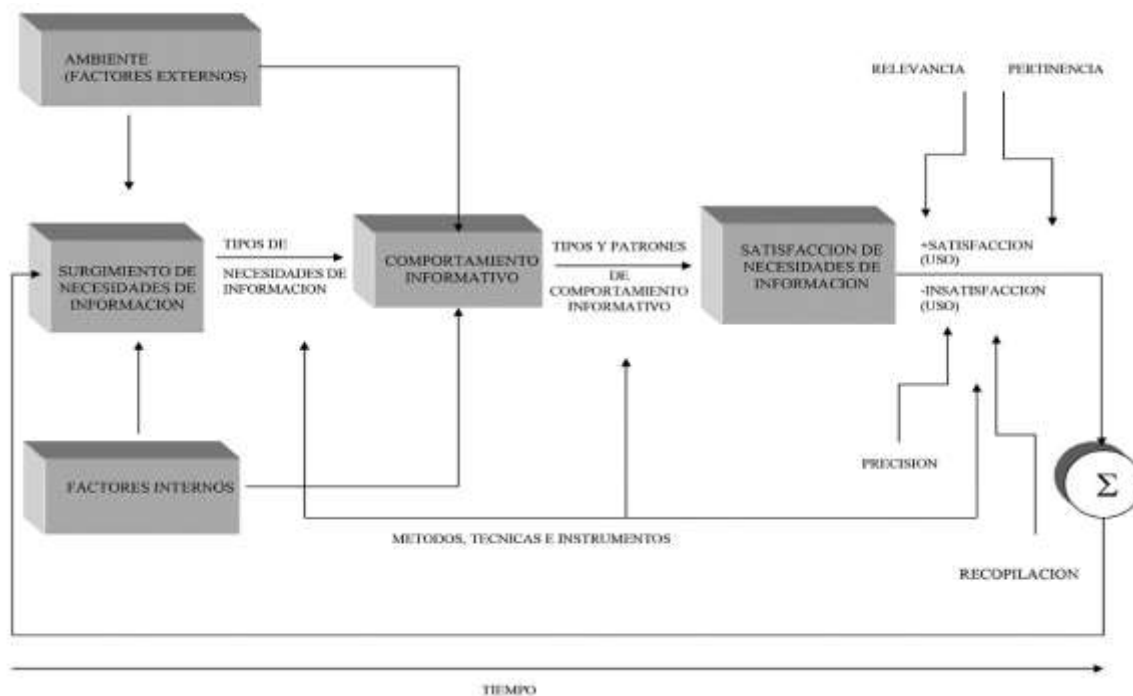 AMBIENTE
(FACTORES EXTERNOS)
RELEVANCIA
PERTINENCIA
SURGIMIENTO DE
NECESIDADES DE
INFORMACION
TIPOS DE
NECESIDADES DE
INFORMACION
COMPORTAMIENTO
INFORMATIVO
TIPOS Y PATRONES
DE
COMPORTAMIENTO
INFORMATIVO
SATISFACCION DE
NECESIDADES DE
INFORMACION
+SATISFACCION
(USO)
-INSATISFACCION
(USO)
FACTORES INTERNOS
PRECISION
Σ
METODOS, TECNICAS E INSTRUMENTOS
RECOPILACION
TIEMPO